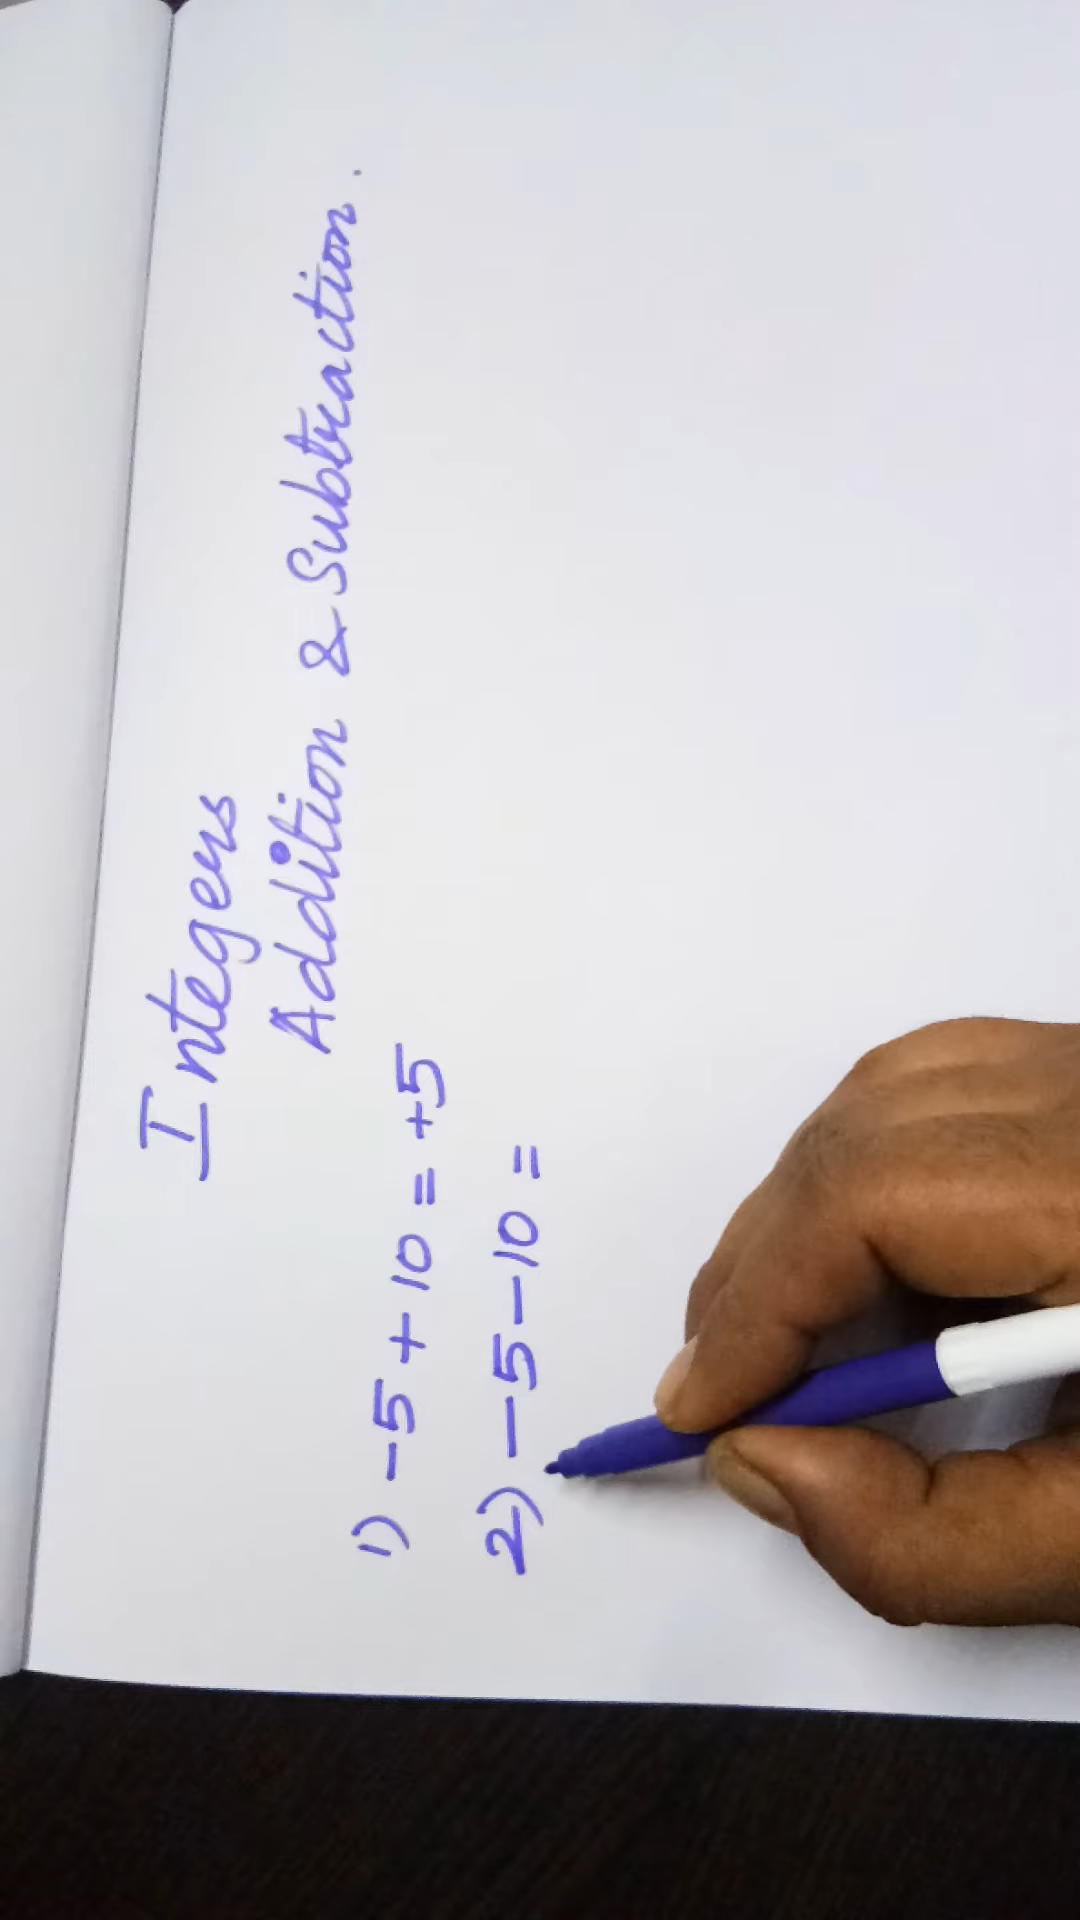 Integers
Addition & Subtraction.
1) -5 + 10 = +5
2) -5-10 =